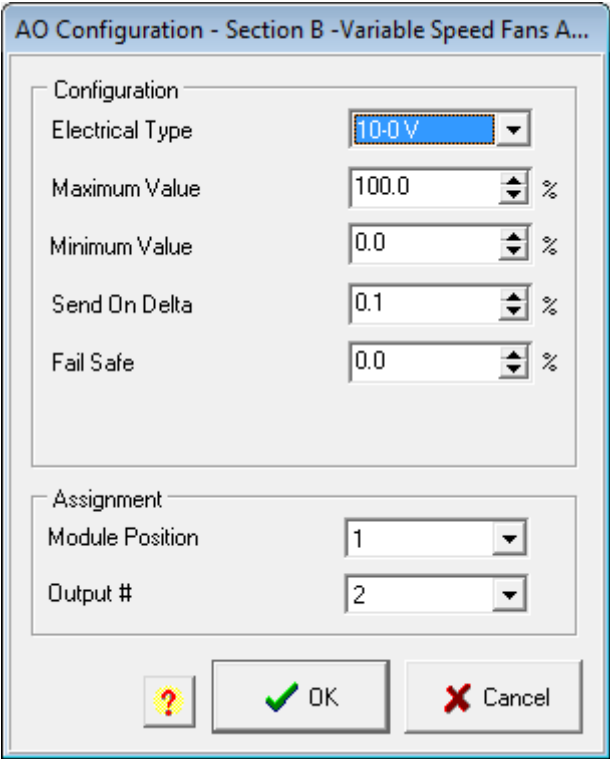 AO Configuration - Section B -Variable Speed Fans A...
Configuration
Electrical Type 10-0 V
Maximum Value 100.0 %
Minimum Value 0.0 %
Send On Delta 0.1 %
Fail Safe 0.0 %
Assignment
Module Position 1
Output # 2
? OK Cancel